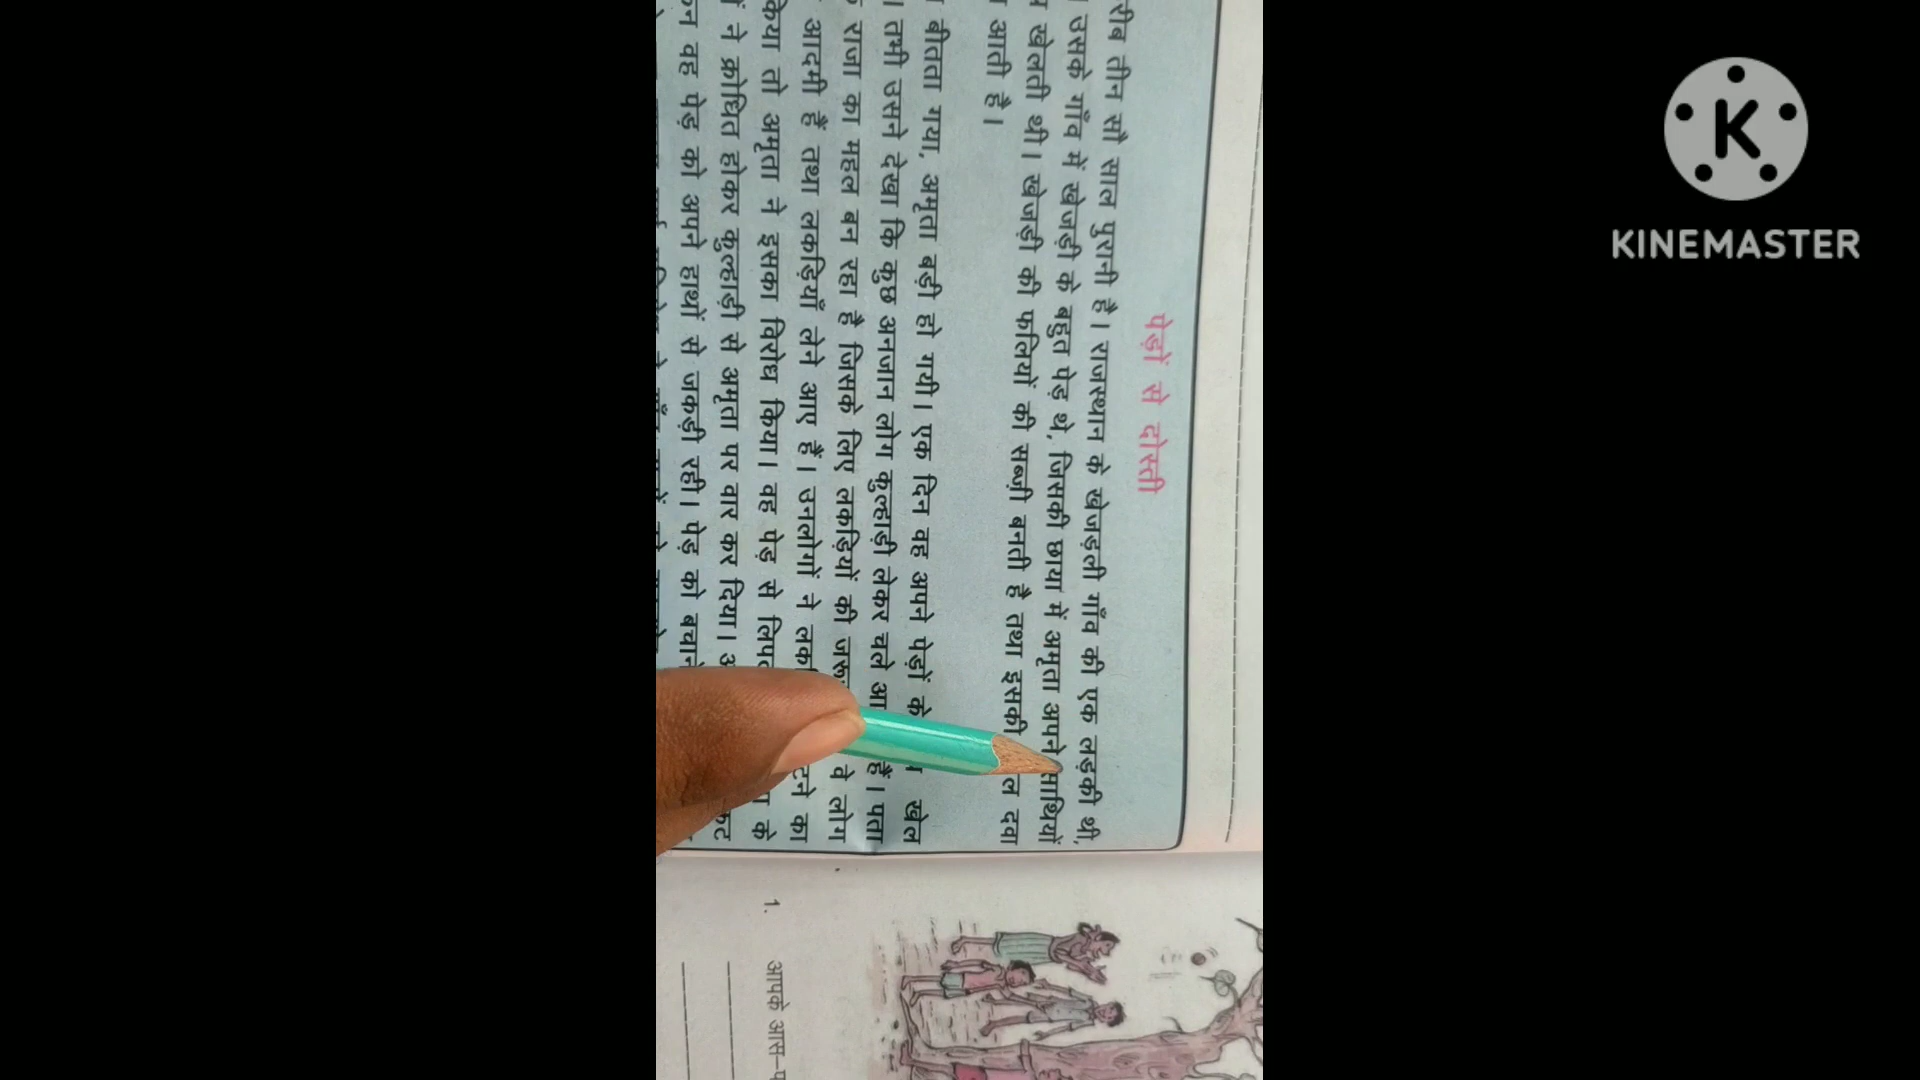 पेड़ों से दोस्ती
तीन सौ साल पुरानी है। राजस्थान के खेजड़ली गाँव की एक लड़की थी,
उसके गाँव में खेजड़ी के बहुत पेड़ थे, जिसकी छाया में अमृता अपने साथियों
खेलती थी। खेजड़ी की फलियों की सब्ज़ी बनती है तथा इसकी दवा
आती है।
बीतता गया, अमृता बड़ी हो गयी। एक दिन वह अपने पेड़ों के खेल
। तभी उसने देखा कि कुछ अनजान लोग कुल्हाड़ी लेकर चले आ हैं। पता
राजा का महल बन रहा है जिसके लिए लकड़ियों की वे लोग
आदमी हैं तथा लकड़ियाँ लेने आए हैं। उनलोगों ने का
किया तो अमृता ने इसका विरोध किया। वह पेड़ से के
ने क्रोधित होकर कुल्हाड़ी से अमृता पर वार कर दिया।
वह पेड़ को अपने हाथों से जकड़ी रही। पेड़ को
1. आपके आस-
KINEMASTER